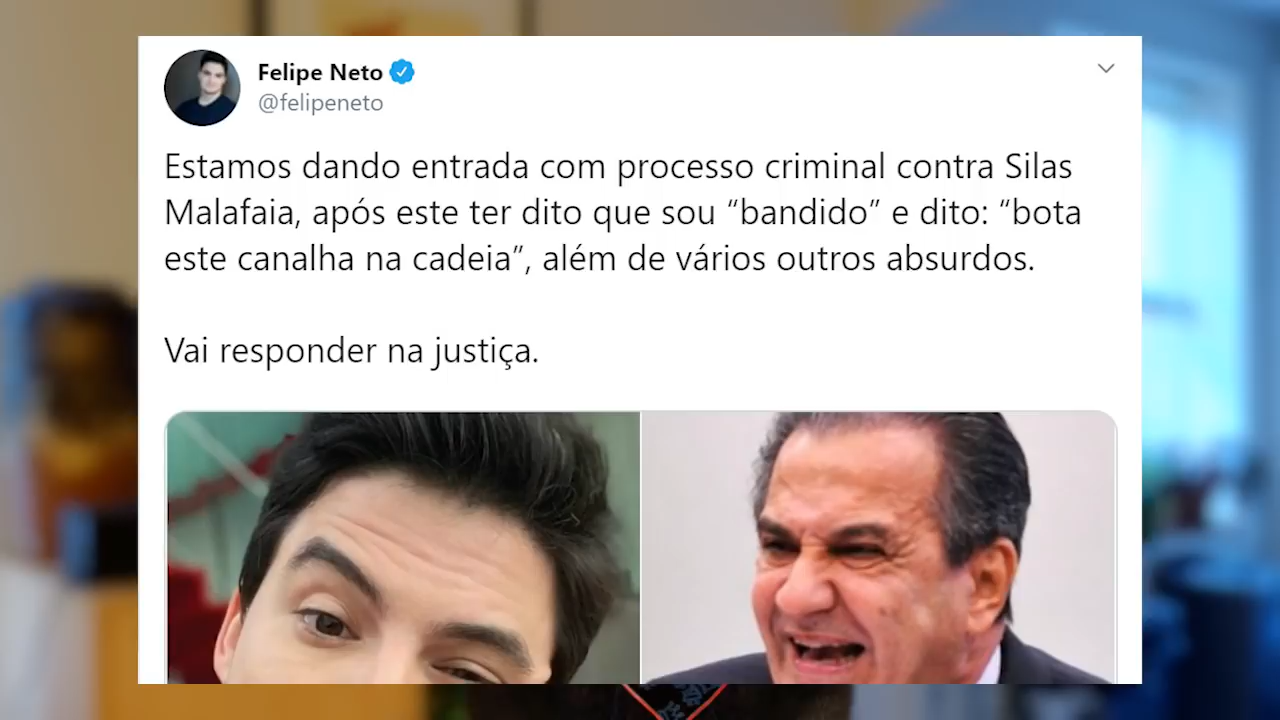 Felipe Neto
@felipeneto
Estamos dando entrada com processo criminal contra Silas
Malafaia, após este ter dito que sou “bandido” e dito: “bota
este canalha na cadeia”, além de vários outros absurdos.
Vai responder na justiça.